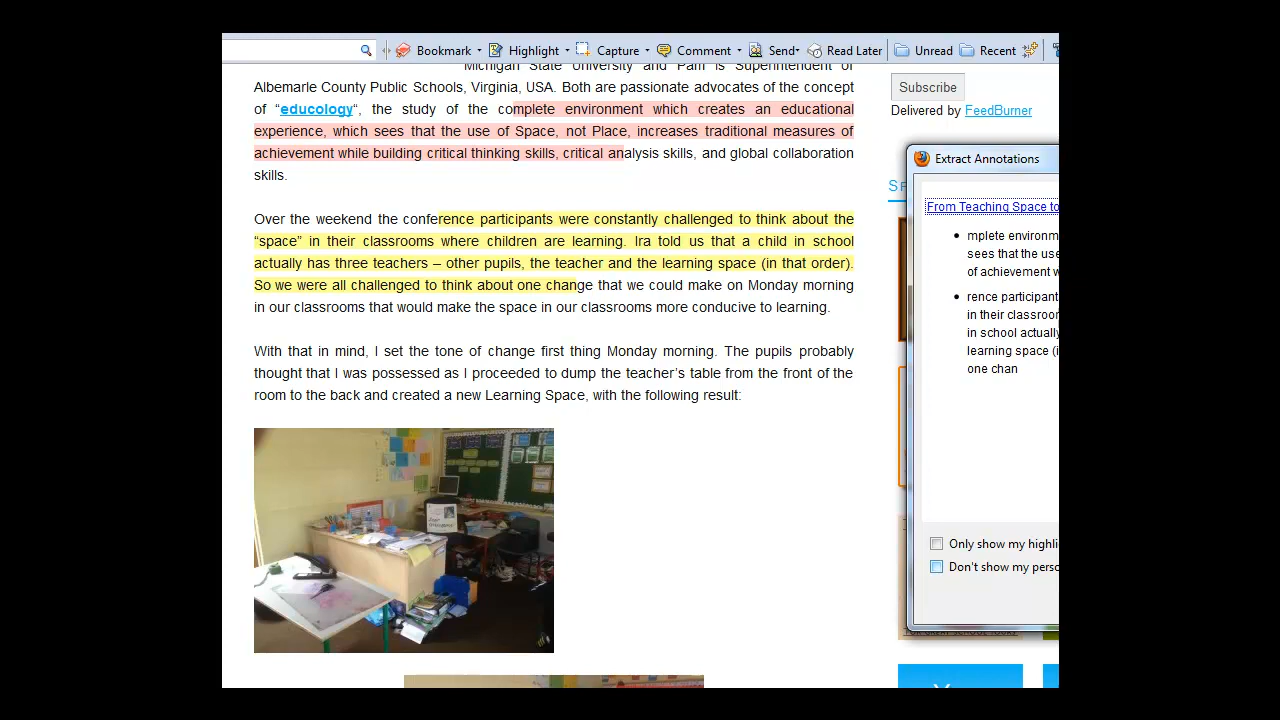 Bookmark Highlight Capture Comment Send Read Later Unread Recent
Michigan State University and Pam is Superintendent of
Albemarle County Public Schools, Virginia, USA. Both are passionate advocates of the concept
of “educology“, the study of the complete environment which creates an educational
experience, which sees that the use of Space, not Place, increases traditional measures of
achievement while building critical thinking skills, critical analysis skills, and global collaboration
skills.
Over the weekend the conference participants were constantly challenged to think about the
“space” in their classrooms where children are learning. Ira told us that a child in school
actually has three teachers – other pupils, the teacher and the learning space (in that order).
So we were all challenged to think about one change that we could make on Monday morning
in our classrooms that would make the space in our classrooms more conducive to learning.
With that in mind, I set the tone of change first thing Monday morning. The pupils probably
thought that I was possessed as I proceeded to dump the teacher’s table from the front of the
room to the back and created a new Learning Space, with the following result:
Subscribe
Delivered by FeedBurner
Extract Annotations
From Teaching Space to
mplete environm
sees that the use
of achievement w
rence participant
in their classroor
in school actually
learning space (i
one chan
Only show my highli
Don't show my perso